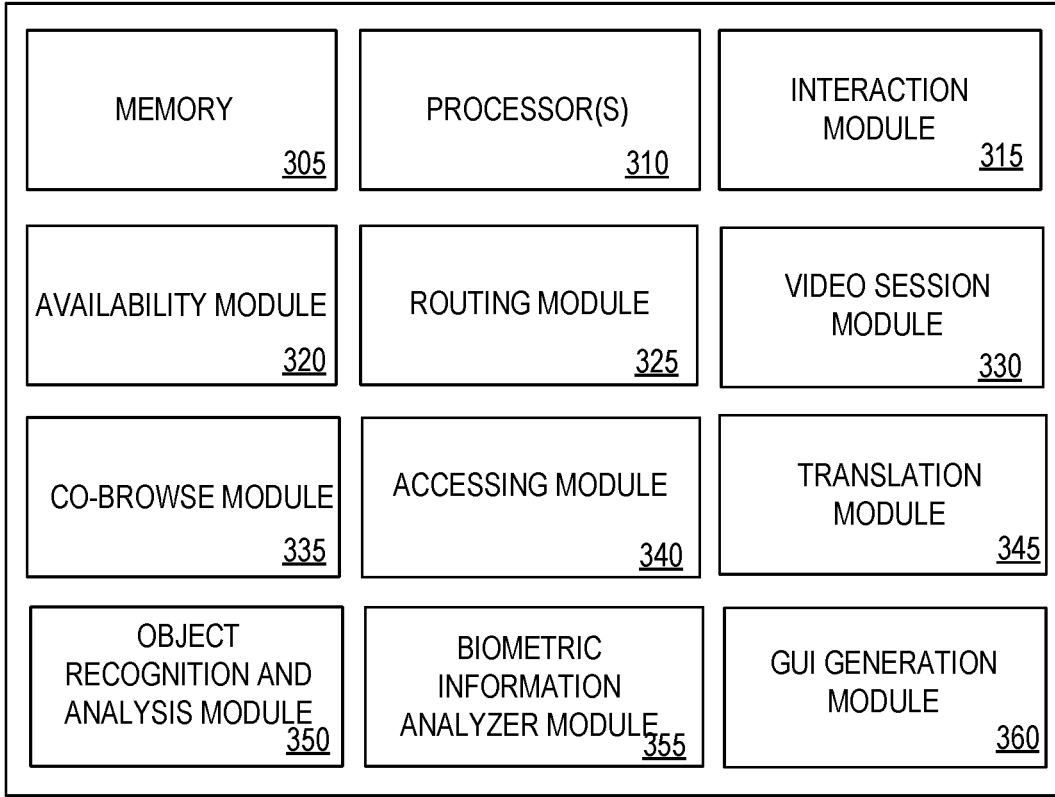 MEMORY
305
PROCESSOR(S)
310
INTERACTION
MODULE
315
AVAILABILITY MODULE
320
ROUTING MODULE
325
VIDEO SESSION
MODULE
330
CO-BROWSE MODULE
335
ACCESSING MODULE
340
TRANSLATION
MODULE
345
OBJECT
RECOGNITION AND
ANALYSIS MODULE
350
BIOMETRIC
INFORMATION
ANALYZER MODULE
355
GUI GENERATION
MODULE
360